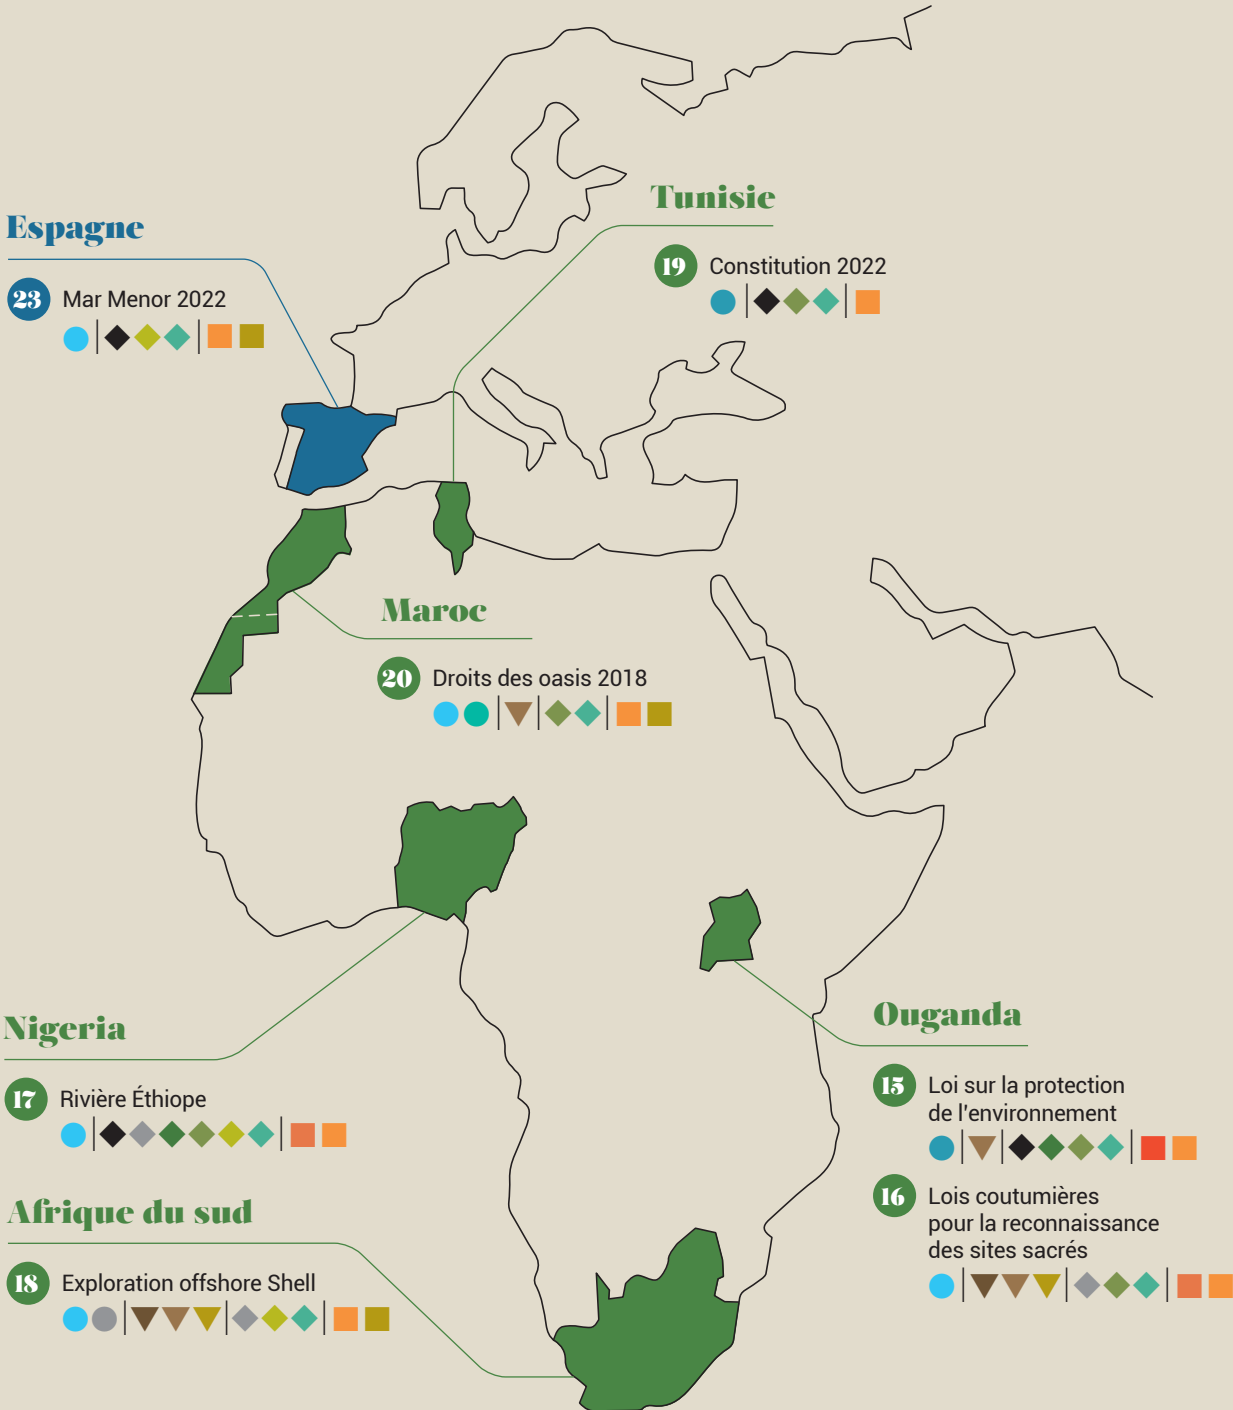 Espagne
23 Mar Menor 2022
Tunisie
19 Constitution 2022
Maroc
20 Droits des oasis 2018
Nigeria
17 Rivière Éthiope
Afrique du sud
18 Exploration offshore Shell
Ouganda
15 Loi sur la protection
de l'environnement
16 Lois coutumières
pour la reconnaissance
des sites sacrés